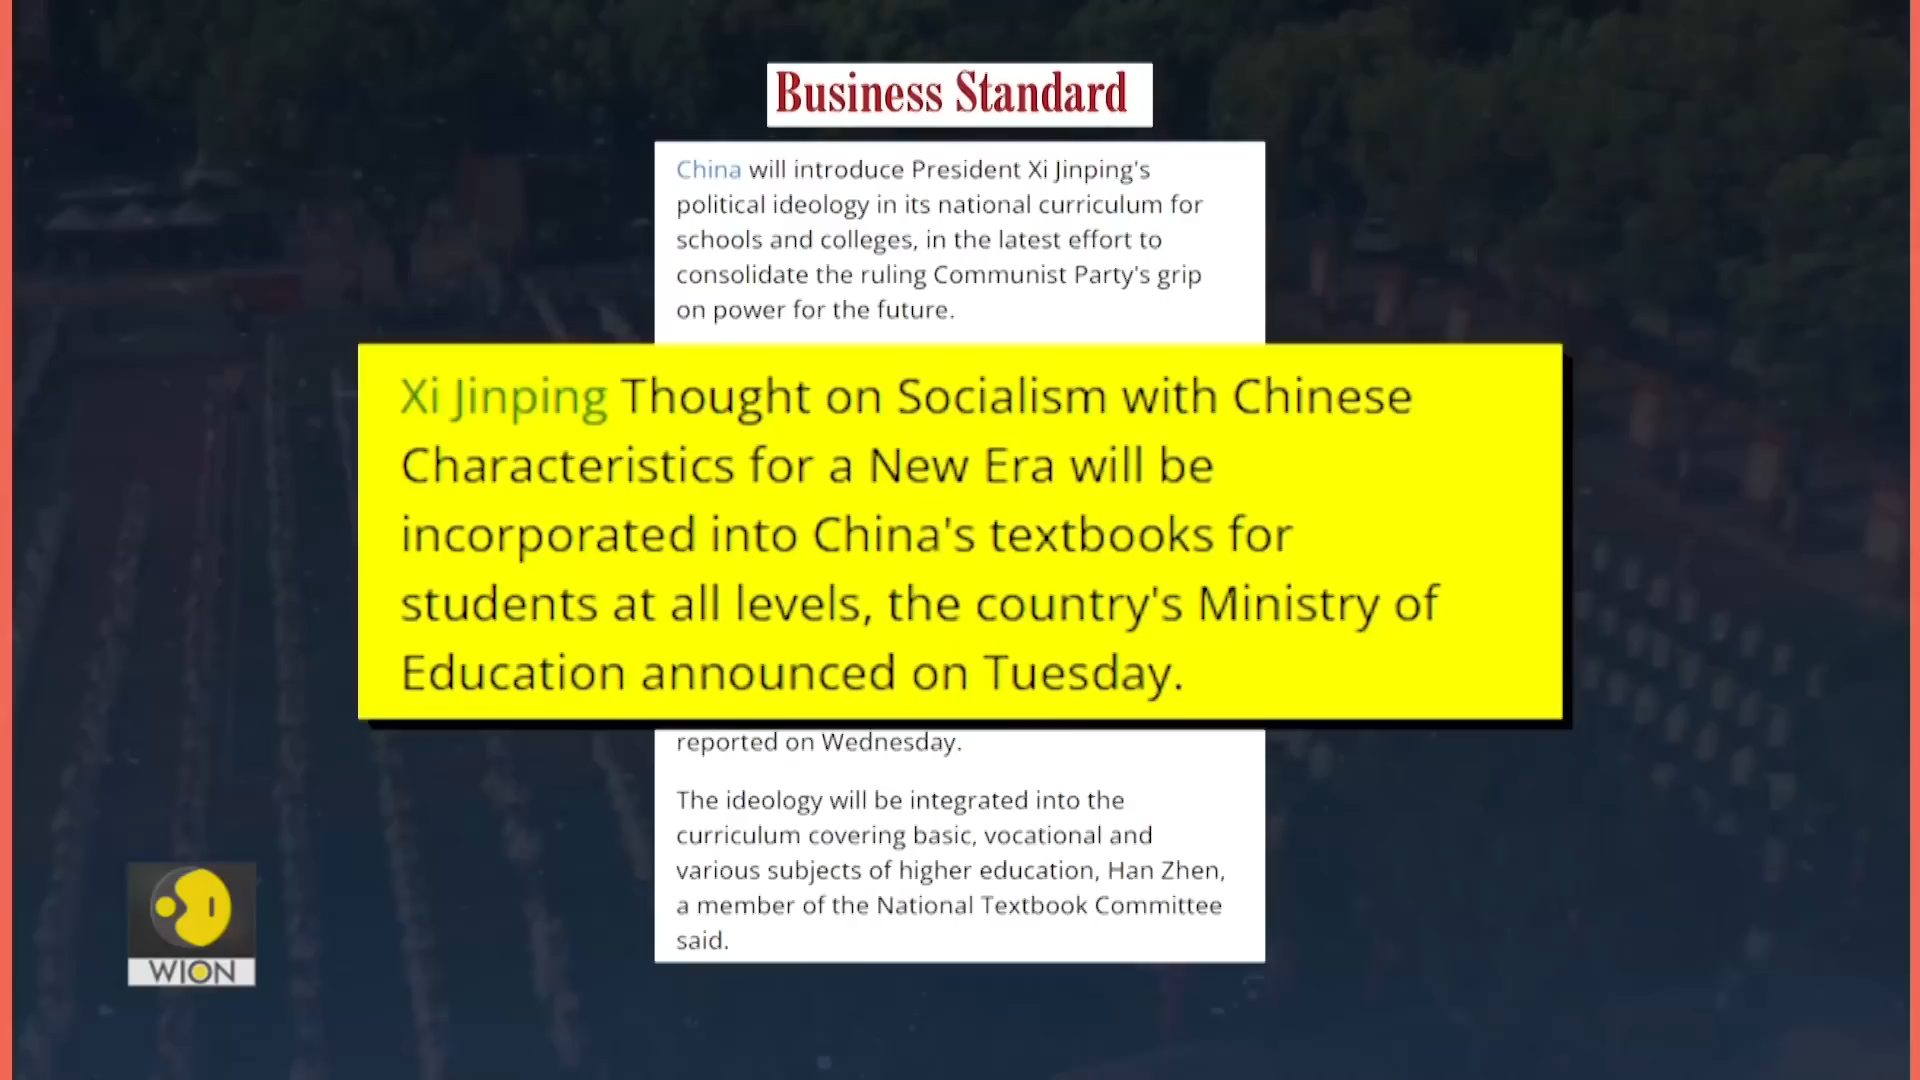 Business Standard
China will introduce President Xi Jinping's
political ideology in its national curriculum for
schools and colleges, in the latest effort to
consolidate the ruling Communist Party's grip
on power for the future.
Xi Jinping Thought on Socialism with Chinese
Characteristics for a New Era will be
incorporated into China's textbooks for
students at all levels, the country's Ministry of
Education announced on Tuesday.
reported on Wednesday.
The ideology will be integrated into the
curriculum covering basic, vocational and
various subjects of higher education, Han Zhen,
a member of the National Textbook Committee
said.
WION